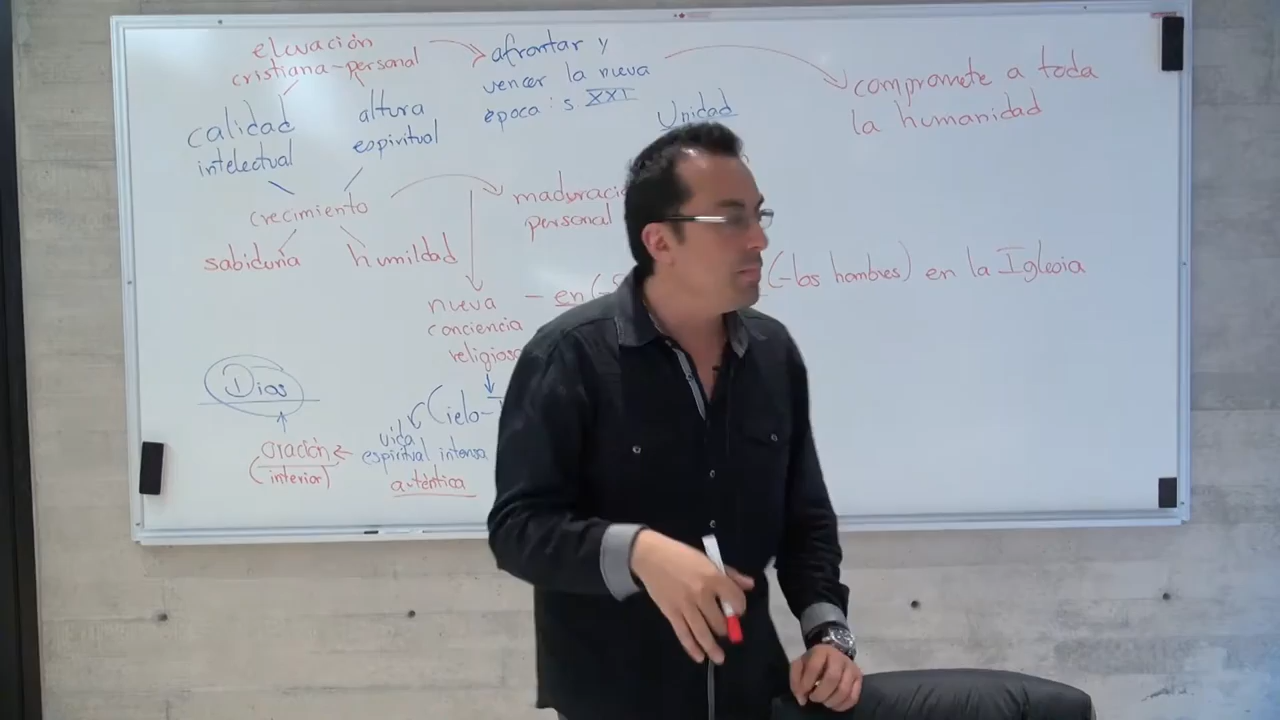 elevación
cristiana-personal
afrontar y
vencer la nueva
época: s XXI
compromete a toda
la humanidad
Unidad
calidad
intelectual
altura
espiritual
crecimiento
sabiduría
humildad
personal
nueva
conciencia
- en
(-los hombres) en la Iglesia
Dios
oración
(interior)
vida
espiritual intensa
auténtica
Cielo-